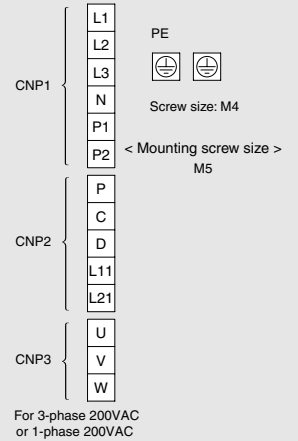 CNP1
L1
L2
L3
N
P1
P2
PE
Screw size: M4
< Mounting screw size >
M5
CNP2
P
C
D
L11
L21
CNP3
U
V
W
For 3-phase 200VAC
or 1-phase 200VAC